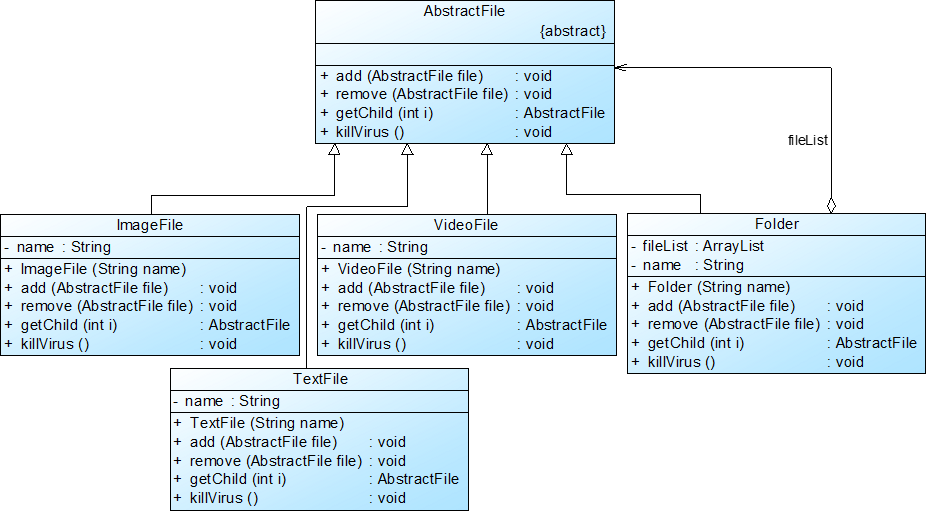 AbstractFile
{abstract}
+ add (AbstractFile file) : void
+ remove (AbstractFile file) : void
+ getChild (int i) : AbstractFile
+ killVirus () : void
fileList
ImageFile
- name : String
+ ImageFile (String name)
+ add (AbstractFile file) : void
+ remove (AbstractFile file) : void
+ getChild (int i) : AbstractFile
+ killVirus () : void
VideoFile
- name : String
+ VideoFile (String name)
+ add (AbstractFile file) : void
+ remove (AbstractFile file) : void
+ getChild (int i) : AbstractFile
+ killVirus () : void
Folder
- fileList : ArrayList
- name : String
+ Folder (String name)
+ add (AbstractFile file) : void
+ remove (AbstractFile file) : void
+ getChild (int i) : AbstractFile
+ killVirus () : void
TextFile
- name : String
+ TextFile (String name)
+ add (AbstractFile file) : void
+ remove (AbstractFile file) : void
+ getChild (int i) : AbstractFile
+ killVirus () : void